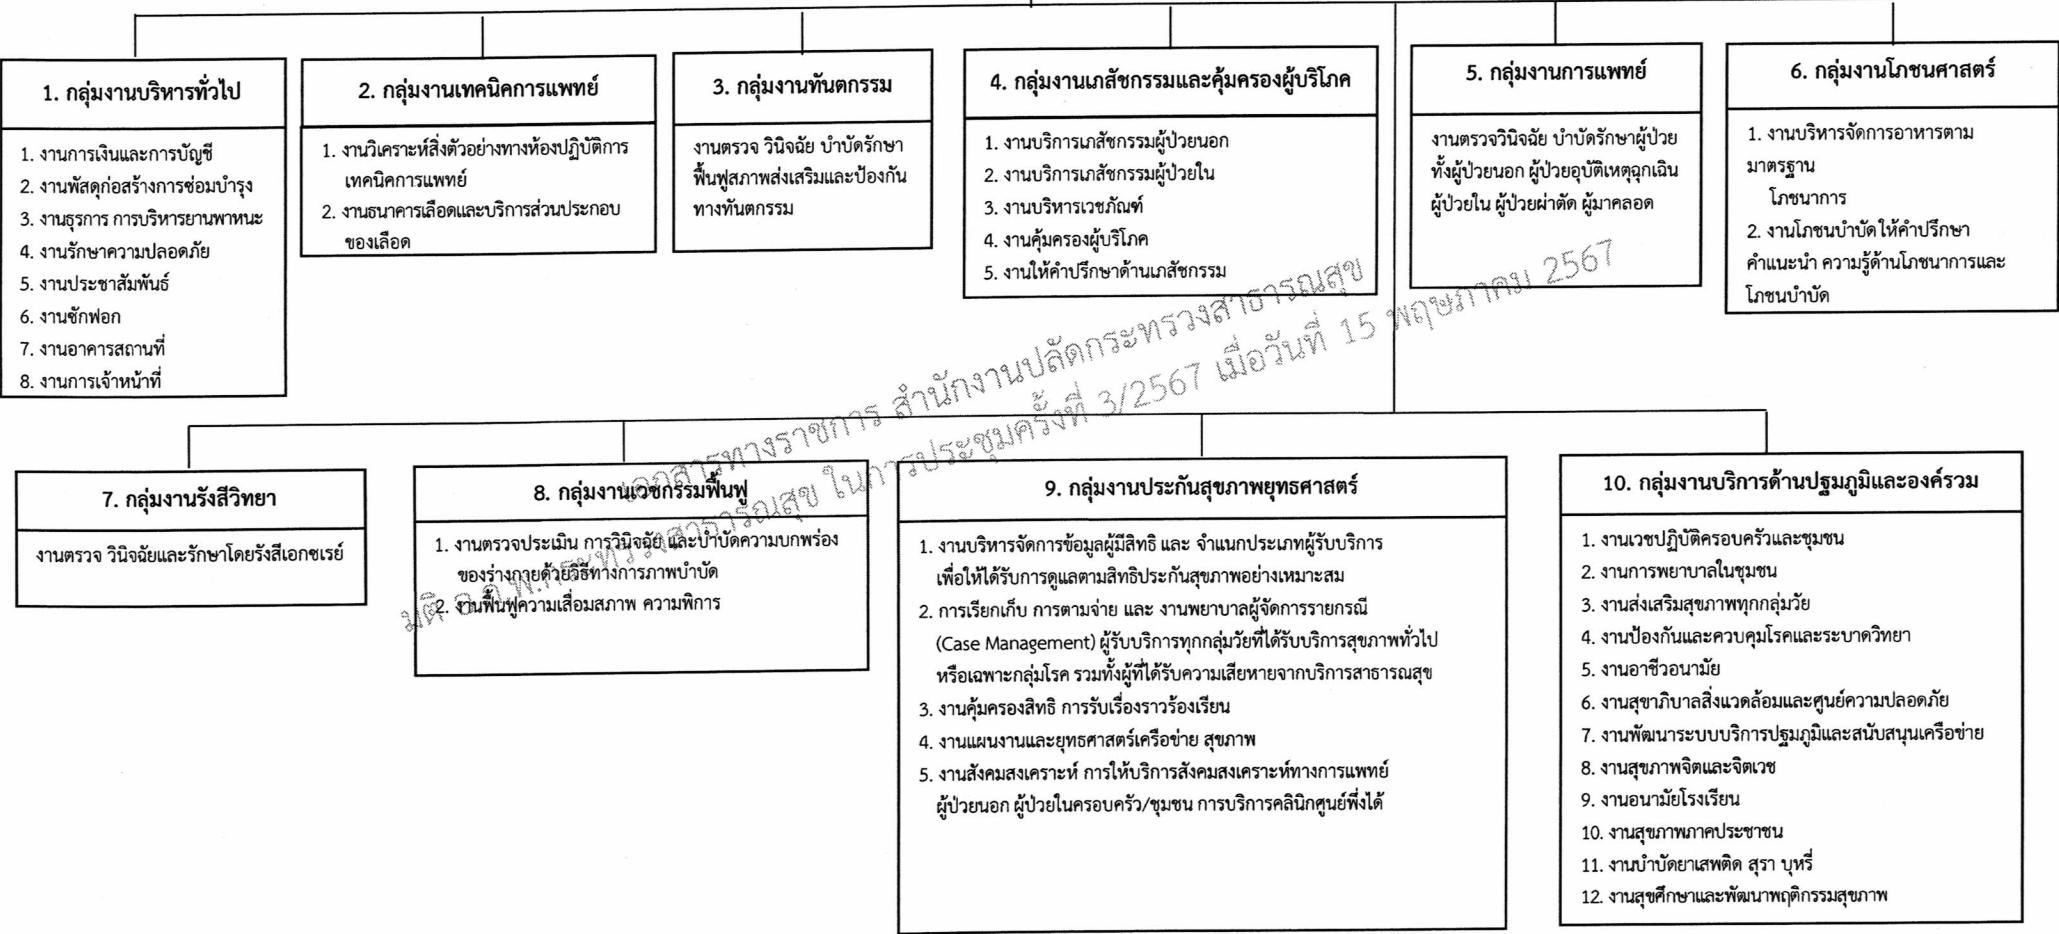 1. กลุ่มงานบริหารทั่วไป
1. งานการเงินและการบัญชี
2. งานพัสดุก่อสร้างการซ่อมบำรุง
3. งานธุรการ การบริหารยานพาหนะ
4. งานรักษาความปลอดภัย
5. งานประชาสัมพันธ์
6. งานซักฟอก
7. งานอาคารสถานที่
8. งานการเจ้าหน้าที่
2. กลุ่มงานเทคนิคการแพทย์
1. งานวิเคราะห์สิ่งตัวอย่างทางห้องปฏิบัติการ
เทคนิคการแพทย์
2. งานธนาคารเลือดและบริการส่วนประกอบ
ของเลือด
3. กลุ่มงานทันตกรรม
งานตรวจ วินิจฉัย บำบัดรักษา
ฟื้นฟูสภาพส่งเสริมและป้องกัน
ทางทันตกรรม
4. กลุ่มงานเภสัชกรรมและคุ้มครองผู้บริโภค
1. งานบริการเภสัชกรรมผู้ป่วยนอก
2. งานบริการเภสัชกรรมผู้ป่วยใน
3. งานบริหารเวชภัณฑ์
4. งานคุ้มครองผู้บริโภค
5. งานให้คำปรึกษาด้านเภสัชกรรม
5. กลุ่มงานการแพทย์
งานตรวจวินิจฉัย บำบัดรักษาผู้ป่วย
ทั้งผู้ป่วยนอก ผู้ป่วยอุบัติเหตุฉุกเฉิน
ผู้ป่วยใน ผู้ป่วยผ่าตัด ผู้มาคลอด
6. กลุ่มงานโภชนศาสตร์
1. งานบริหารจัดการอาหารตาม
มาตรฐาน
โภชนาการ
2. งานโภชนบำบัดให้คำปรึกษา
คำแนะนำ ความรู้ด้านโภชนาการและ
โภชนบำบัด
เอกสารทางราชการ สำนักงานปลัดกระทรวงสาธารณสุข
มติ อ.ก.พ.กระทรวงสาธารณสุข ในการประชุมครั้งที่ 3/2567 เมื่อวันที่ 15 พฤษภาคม 2567
7. กลุ่มงานรังสีวิทยา
งานตรวจ วินิจฉัยและรักษาโดยรังสีเอกซเรย์
8. กลุ่มงานเวชกรรมฟื้นฟู
1. งานตรวจประเมิน การวินิจฉัย และบำบัดความบกพร่อง
ของร่างกายด้วยวิธีทางการภาพบำบัด
2. งานฟื้นฟูความเสื่อมสภาพ ความพิการ
9. กลุ่มงานประกันสุขภาพยุทธศาสตร์
1. งานบริหารจัดการข้อมูลผู้มีสิทธิ และ จำแนกประเภทผู้รับบริการ
เพื่อให้ได้รับการดูแลตามสิทธิประกันสุขภาพอย่างเหมาะสม
2. การเรียกเก็บ การตามจ่าย และ งานพยาบาลผู้จัดการรายกรณี
(Case Management) ผู้รับบริการทุกกลุ่มวัยที่ได้รับบริการสุขภาพทั่วไป
หรือเฉพาะกลุ่มโรค รวมทั้งผู้ที่ได้รับความเสียหายจากบริการสาธารณสุข
3. งานคุ้มครองสิทธิ การรับเรื่องราวร้องเรียน
4. งานแผนงานและยุทธศาสตร์เครือข่าย สุขภาพ
5. งานสังคมสงเคราะห์ การให้บริการสังคมสงเคราะห์ทางการแพทย์
ผู้ป่วยนอก ผู้ป่วยในครอบครัว/ชุมชน การบริการคลินิกศูนย์พึ่งได้
10. กลุ่มงานบริการด้านปฐมภูมิและองค์รวม
1. งานเวชปฏิบัติครอบครัวและชุมชน
2. งานการพยาบาลในชุมชน
3. งานส่งเสริมสุขภาพทุกกลุ่มวัย
4. งานป้องกันและควบคุมโรคและระบาดวิทยา
5. งานอาชีวอนามัย
6. งานสุขาภิบาลสิ่งแวดล้อมและศูนย์ความปลอดภัย
7. งานพัฒนาระบบบริการปฐมภูมิและสนับสนุนเครือข่าย
8. งานสุขภาพจิตและจิตเวช
9. งานอนามัยโรงเรียน
10. งานสุขภาพภาคประชาชน
11. งานบำบัดยาเสพติด สุรา บุหรี่
12. งานสุขศึกษาและพัฒนาพฤติกรรมสุขภาพ